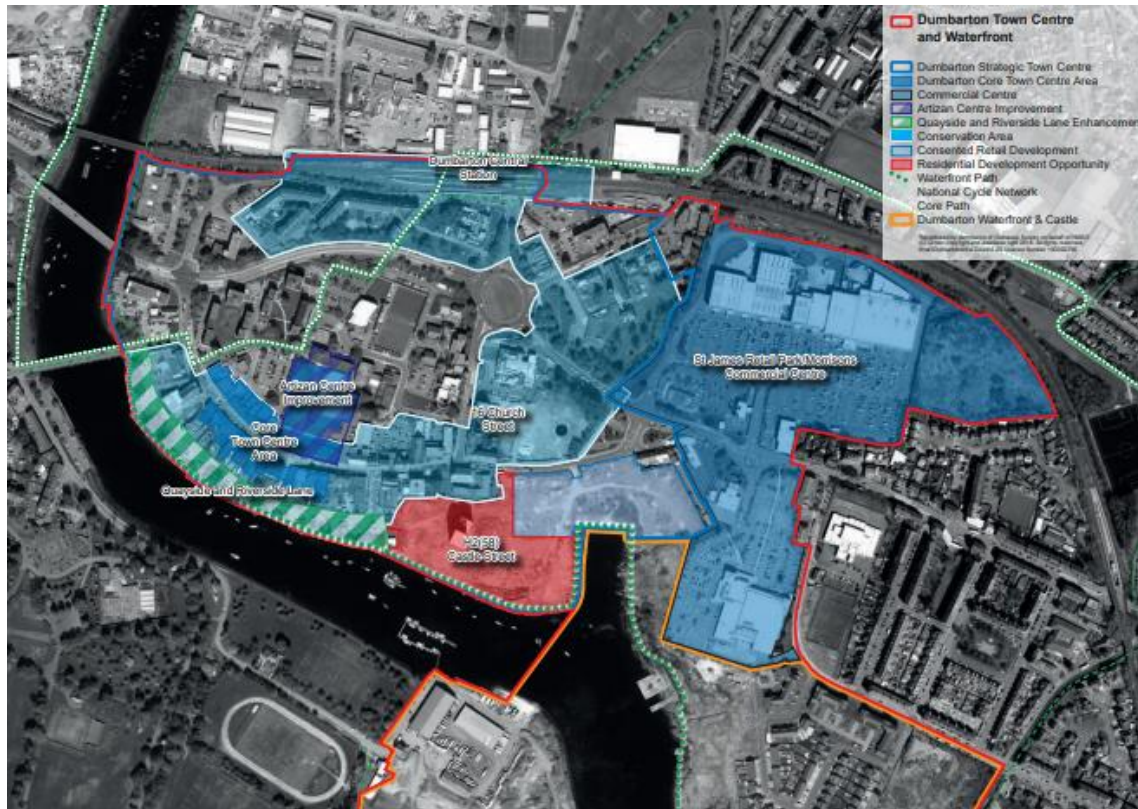 Dumbarton Town Centre
and Waterfront
Dumbarton Strategic Town Centre
Dumbarton Core Town Centre Area
Commercial Centre
Artizan Centre Improvement
Quayside and Riverside Lane Enhancement
Conservation Area
Consented Retail Development
Residential Development Opportunity
Waterfront Path
National Cycle Network
Core Path
Dumbarton Waterfront & Castle
Dumbarton Central
Station
St James Retail Park/Morrisons
Commercial Centre
Artizan Centre
Improvement
16 Church
Street
Core
Town Centre
Area
Quayside and Riverside Lane
H2(58)
Castle Street